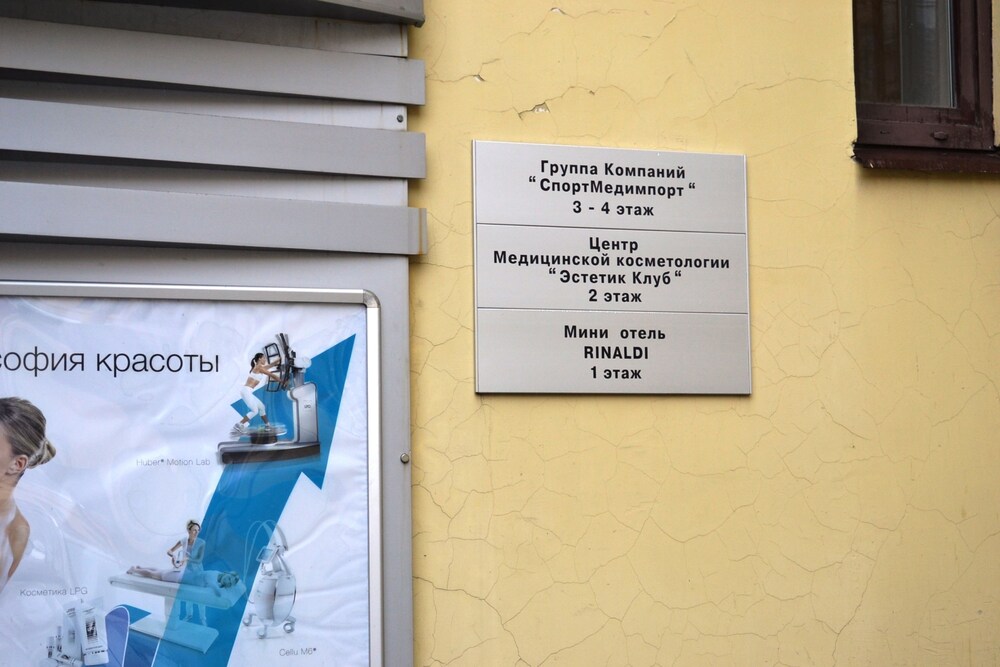 Группа Компаний
“ СпортМедимпорт “
3 - 4 этаж
Центр
Медицинской косметологии
“Эстетик Клуб“
2 этаж
Мини отель
RINALDI
1 этаж
софия красоты
Huber® Motion Lab
Косметика LPG
Cellu M6®